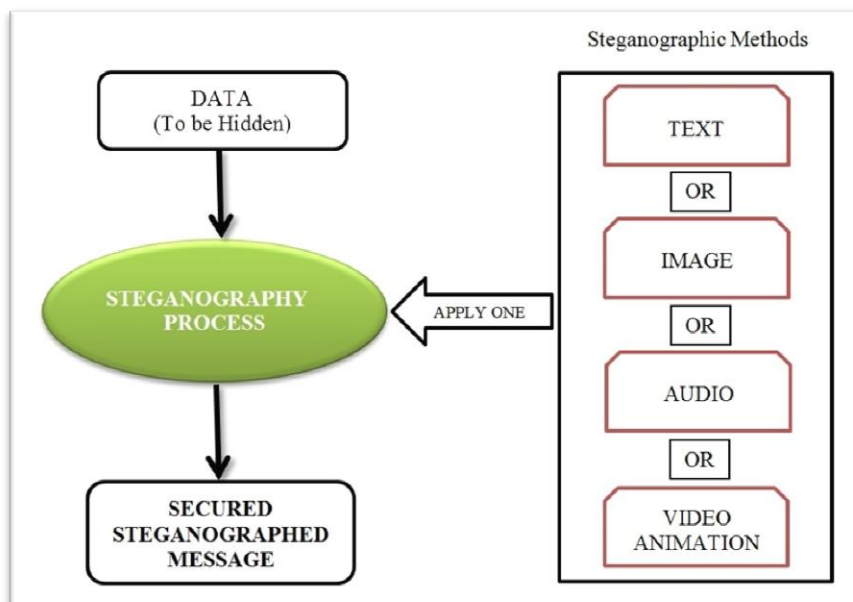 Steganographic Methods
DATA
(To be Hidden)
TEXT
OR
IMAGE
STEGANOGRAPHY
PROCESS
APPLY ONE
OR
AUDIO
OR
SECURED
STEGANOGRAPHED
MESSAGE
VIDEO
ANIMATION